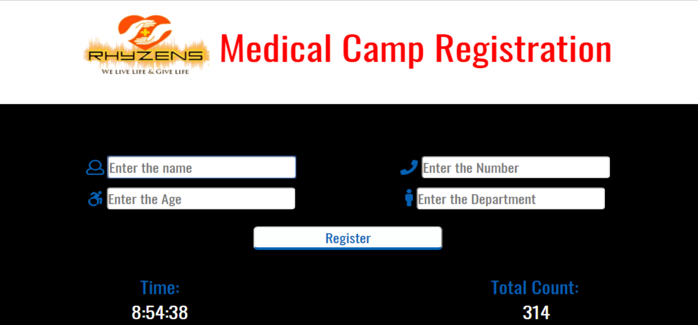 RHYZENS
WE LIVE LIFE & GIVE LIFE
Medical Camp Registration
Enter the name
Enter the Number
Enter the Age
Enter the Department
Register
Time:
Total Count:
8:54:38
314